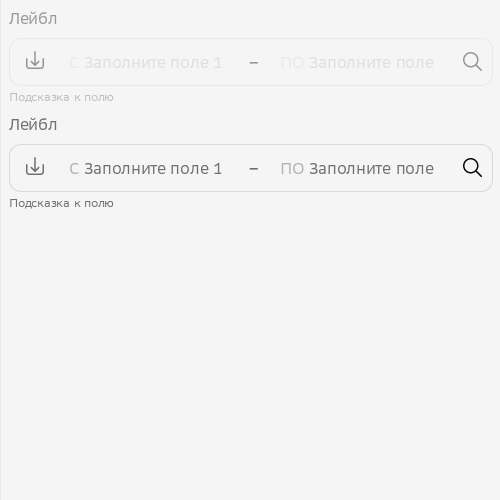 Лейбл
С Заполните поле 1 – ПО Заполните поле
Подсказка к полю
Лейбл
С Заполните поле 1 – ПО Заполните поле
Подсказка к полю